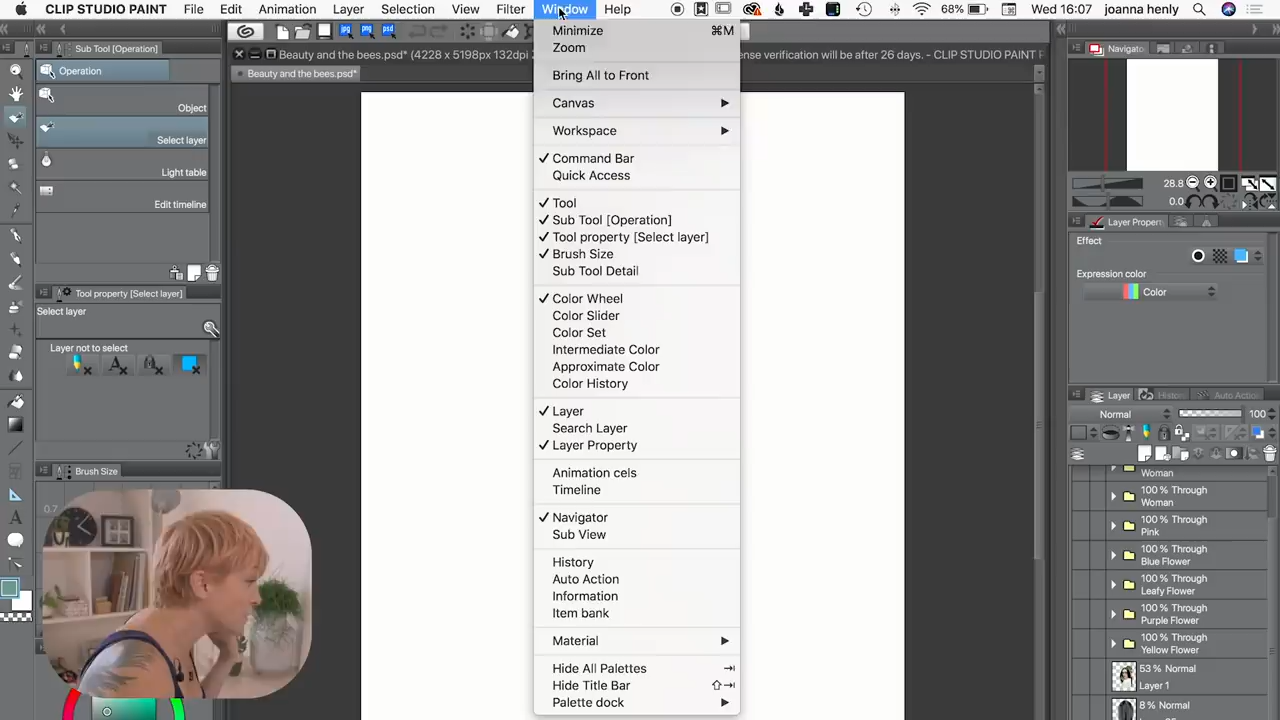 CLIP STUDIO PAINT File Edit Animation Layer Selection View Filter Window Help 68% Wed 16:07 joanna henly
Sub Tool [Operation]
Operation
Object
Select layer
Light table
Edit timeline
Tool property [Select layer]
Select layer
Layer not to select
Brush Size
0.7
Beauty and the bees.psd* (4228 x 5198px 132dpi
ense verification will be after 26 days. - CLIP STUDIO PAINT
Beauty and the bees.psd*
Minimize ⌘M
Zoom
Bring All to Front
Canvas
Workspace
✓ Command Bar
Quick Access
✓ Tool
✓ Sub Tool [Operation]
✓ Tool property [Select layer]
✓ Brush Size
Sub Tool Detail
✓ Color Wheel
Color Slider
Color Set
Intermediate Color
Approximate Color
Color History
✓ Layer
Search Layer
✓ Layer Property
Animation cels
Timeline
✓ Navigator
Sub View
History
Auto Action
Information
Item bank
Material
Hide All Palettes ⇥
Hide Title Bar ⇧⇥
Palette dock
Navigato
28.8
0.0
Layer Propert
Effect
Expression color
Color
Layer Histor Auto Action
Normal 100
Woman
100 % Through
Woman
100 % Through
Pink
100 % Through
Blue Flower
100 % Through
Leafy Flower
100 % Through
Purple Flower
100 % Through
Yellow Flower
53 % Normal
Layer 1
8 % Normal